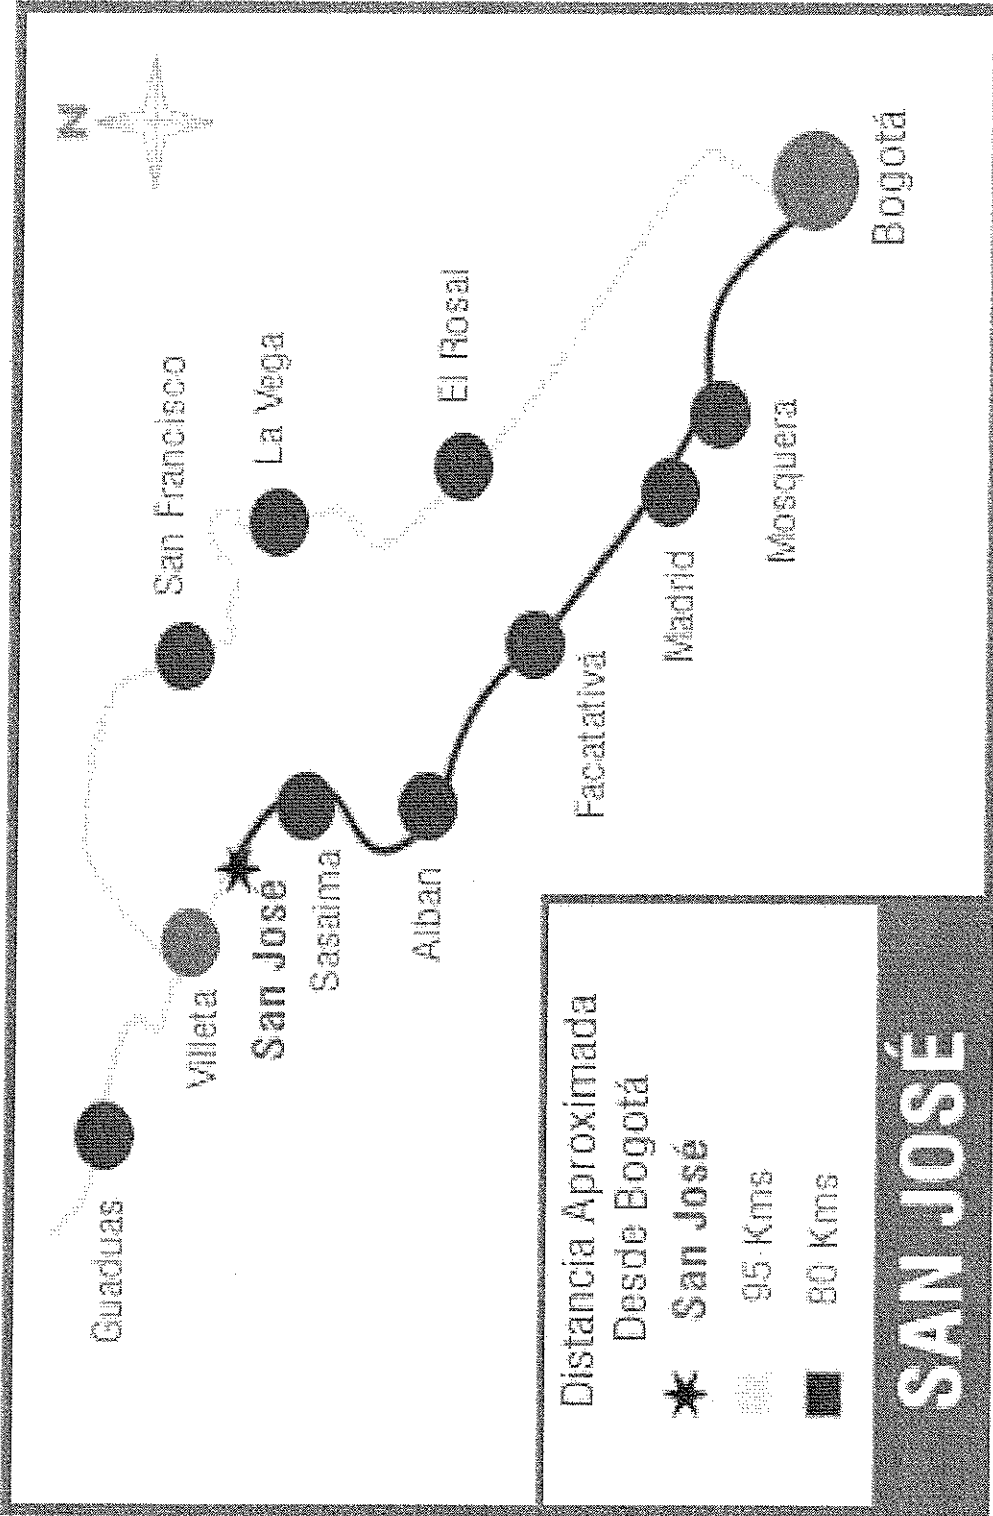 N
Guaduas
Villeta
San José
Sasaima
Alban
San Francisco
La Vega
El Rosal
Facatativá
Madrid
Mosquera
Bogotá
Distancia Aproximada
Desde Bogotá
San José
95 Kms
80 Kms
SAN JOSÉ